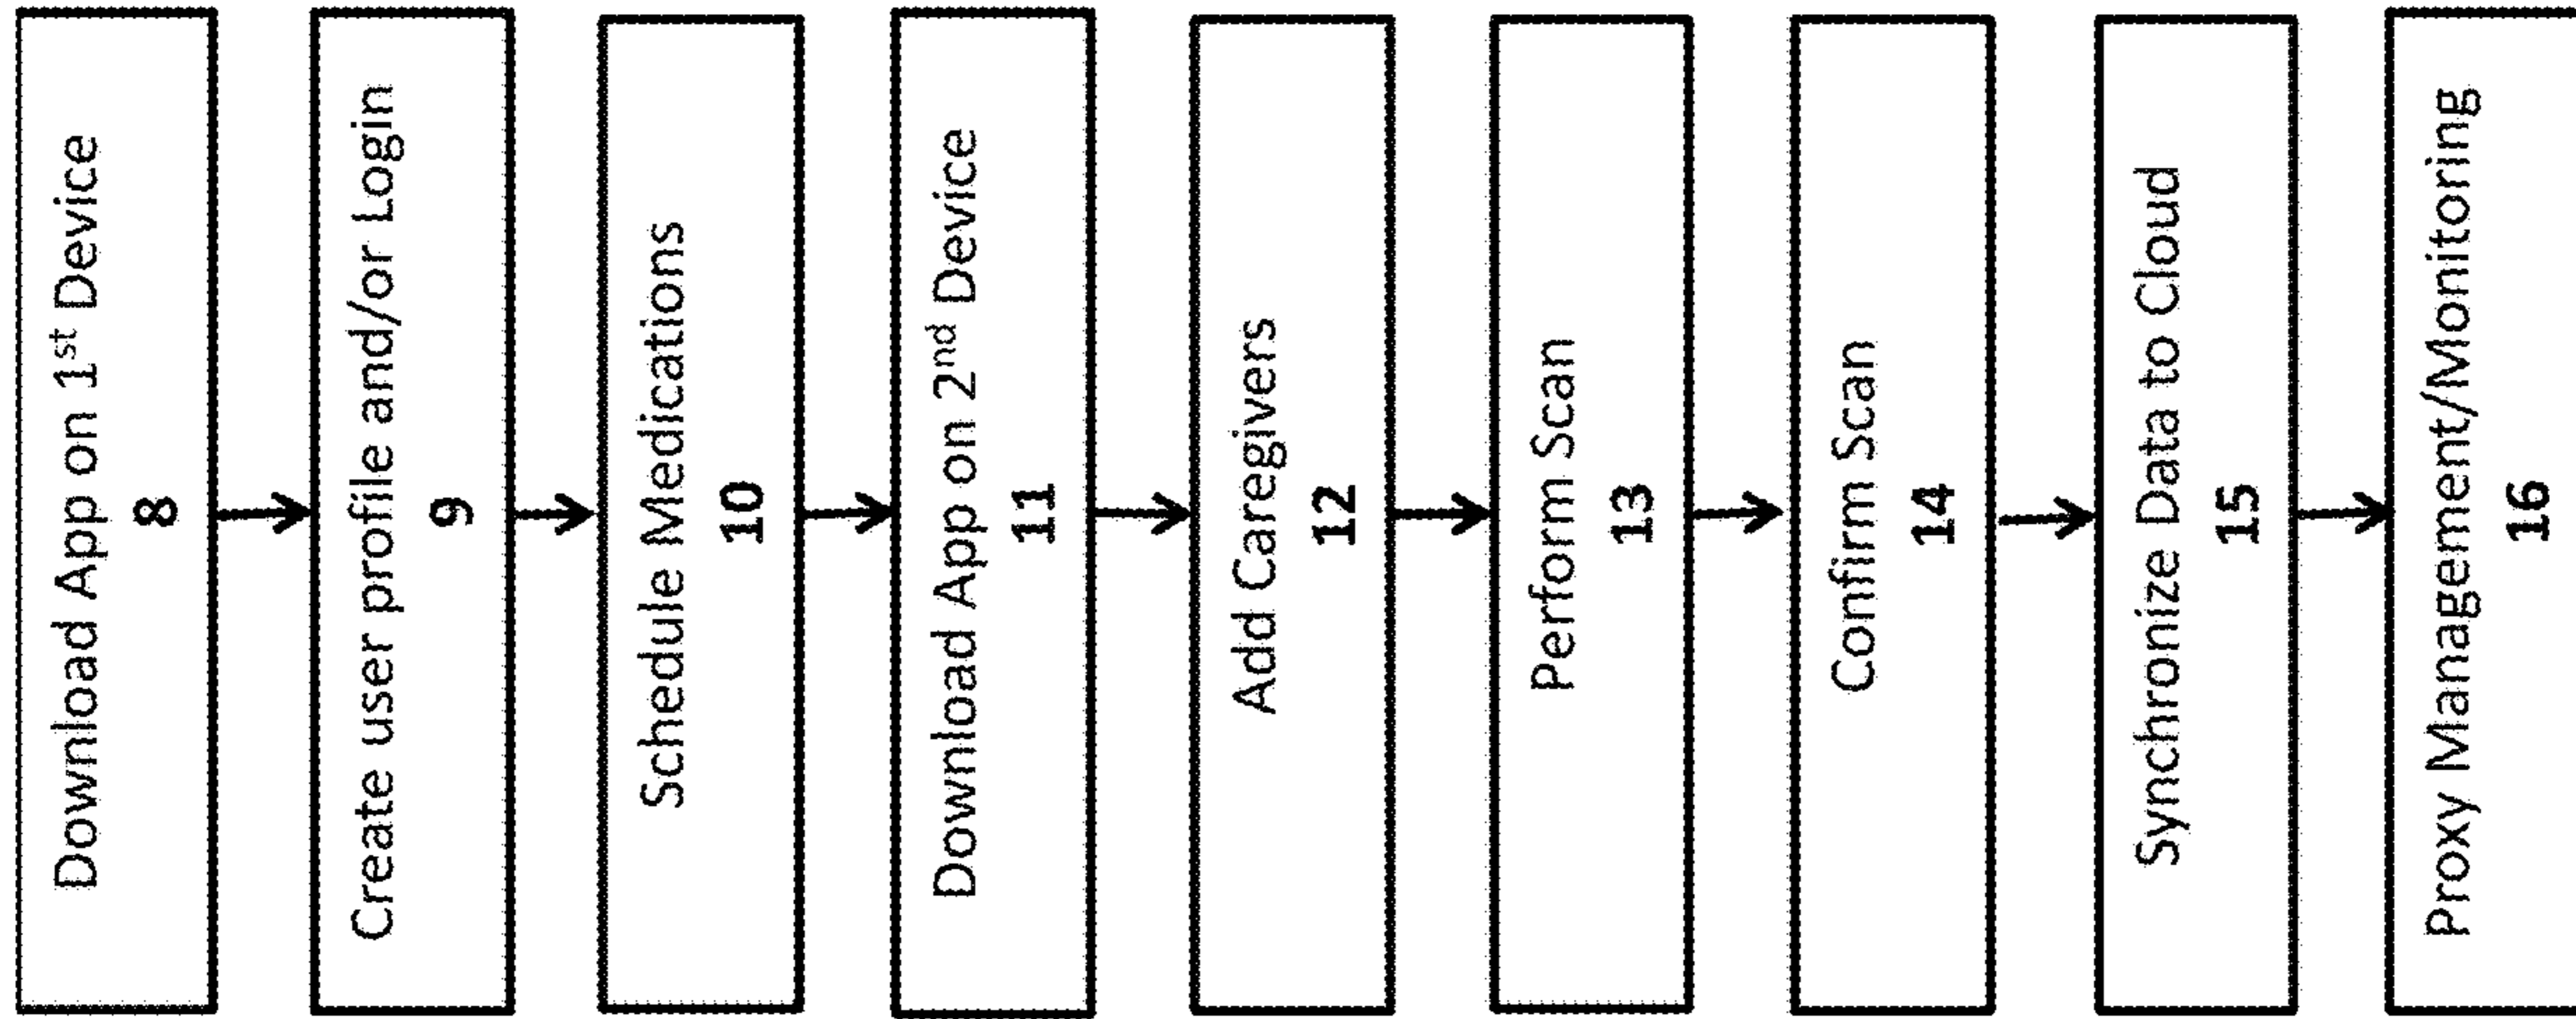 Download App on 1st Device
8
Create user profile and/or Login
9
Schedule Medications
10
Download App on 2nd Device
11
Add Caregivers
12
Perform Scan
13
Confirm Scan
14
Synchronize Data to Cloud
15
Proxy Management/Monitoring
16